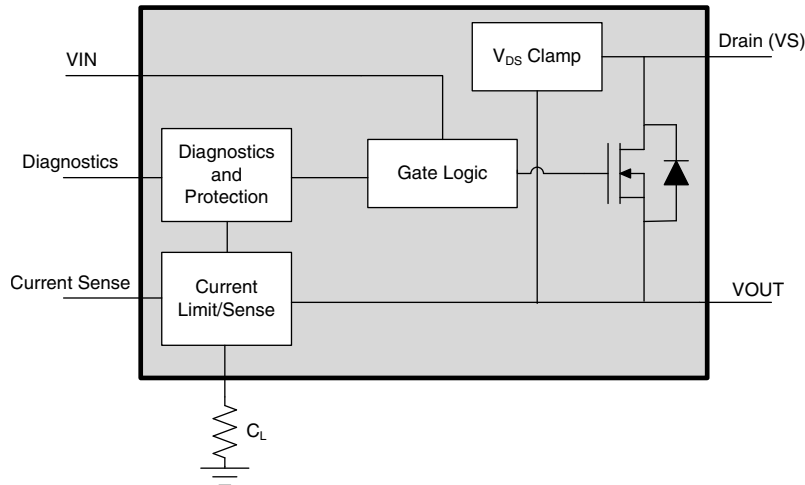 Drain (VS)
V_DS Clamp
VIN
Diagnostics
Diagnostics
and
Protection
Gate Logic
Current Sense
Current
Limit/Sense
VOUT
C_L